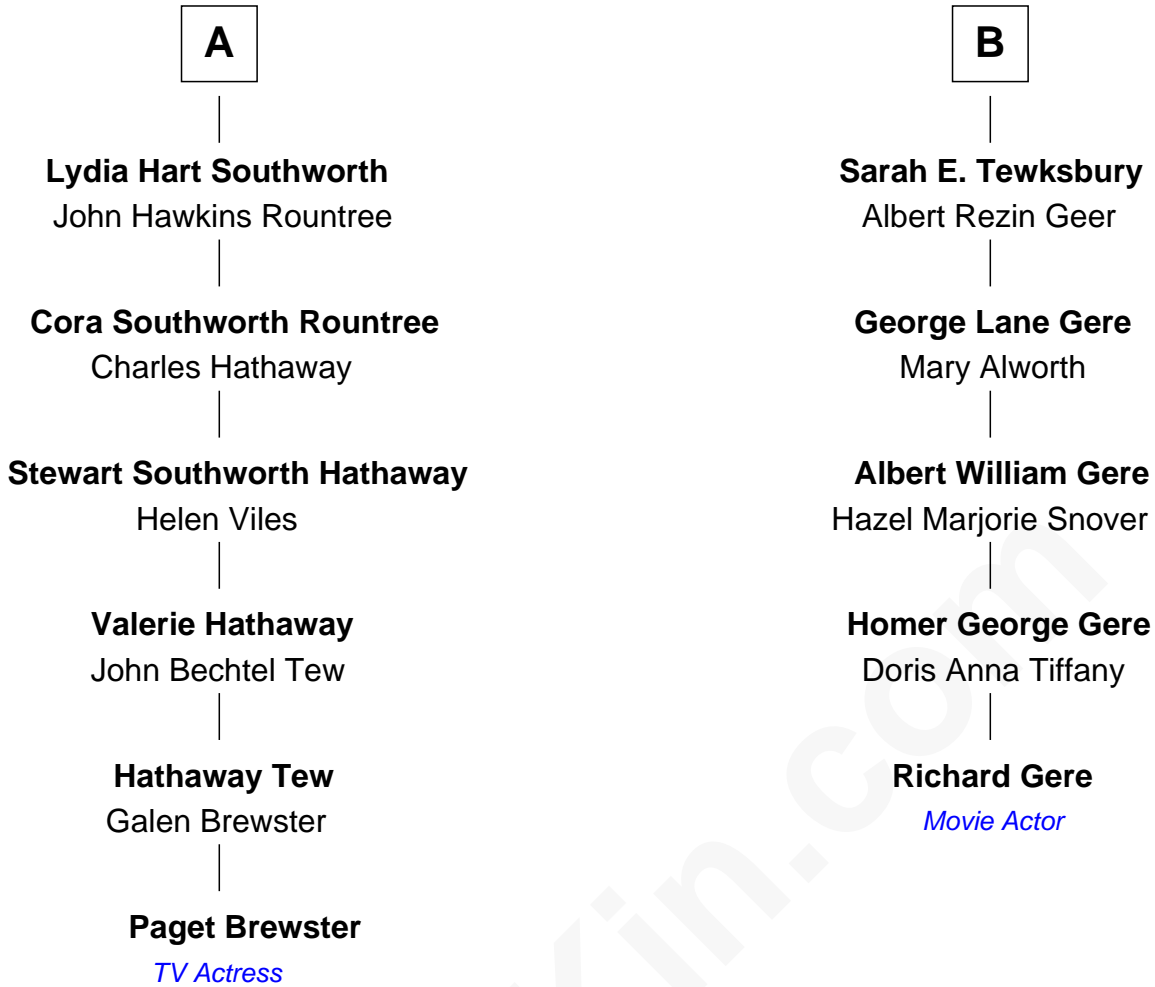 A
Lydia Hart Southworth
John Hawkins Rountree
Cora Southworth Rountree
Charles Hathaway
Stewart Southworth Hathaway
Helen Viles
Valerie Hathaway
John Bechtel Tew
Hathaway Tew
Galen Brewster
Paget Brewster
TV Actress
B
Sarah E. Tewksbury
Albert Rezin Geer
George Lane Gere
Mary Alworth
Albert William Gere
Hazel Marjorie Snover
Homer George Gere
Doris Anna Tiffany
Richard Gere
Movie Actor
Kin.com